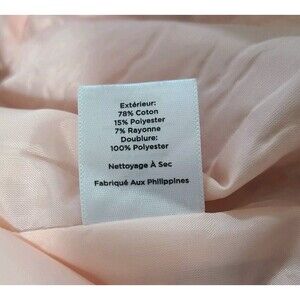 Extérieur:
78% Coton
15% Polyester
7% Rayonne
Doublure:
100% Polyester
Nettoyage À Sec
Fabriqué Aux Philippines